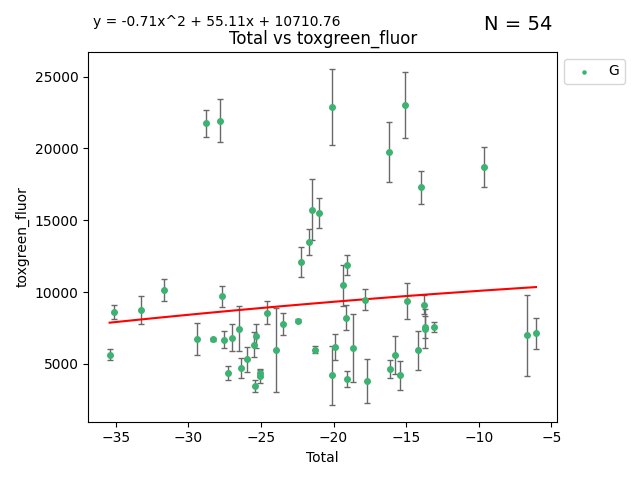 y = -0.71x^2 + 55.11x + 10710.76
N = 54
Total vs toxgreen_fluor
G
25000
20000
15000
10000
5000
toxgreen_fluor
−35 −30 −25 −20 −15 −10 −5
Total